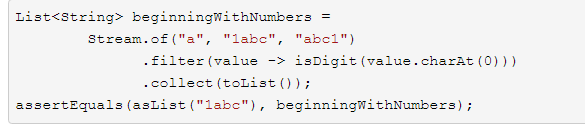 List<String> beginningWithNumbers =
        Stream.of("a", "1abc", "abc1")
              .filter(value -> isDigit(value.charAt(0)))
              .collect(toList());
assertEquals(asList("1abc"), beginningWithNumbers);